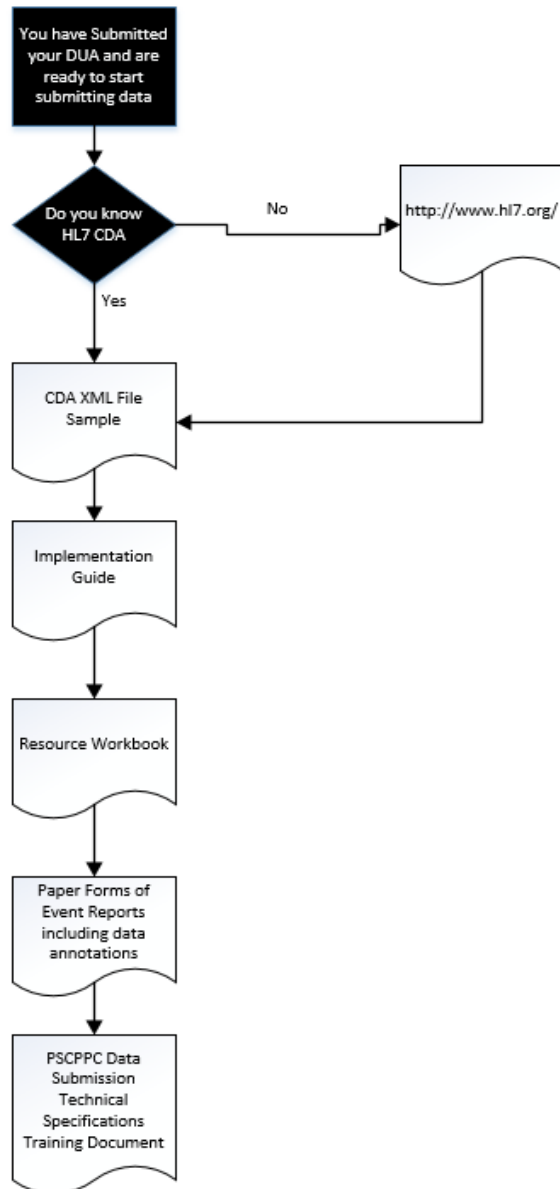 You have Submitted
your DUA and are
ready to start
submitting data
Do you know
HL7 CDA
No
http://www.hl7.org/
Yes
CDA XML File
Sample
Implementation
Guide
Resource Workbook
Paper Forms of
Event Reports
including data
annotations
PSCPPC Data
Submission
Technical
Specifications
Training Document